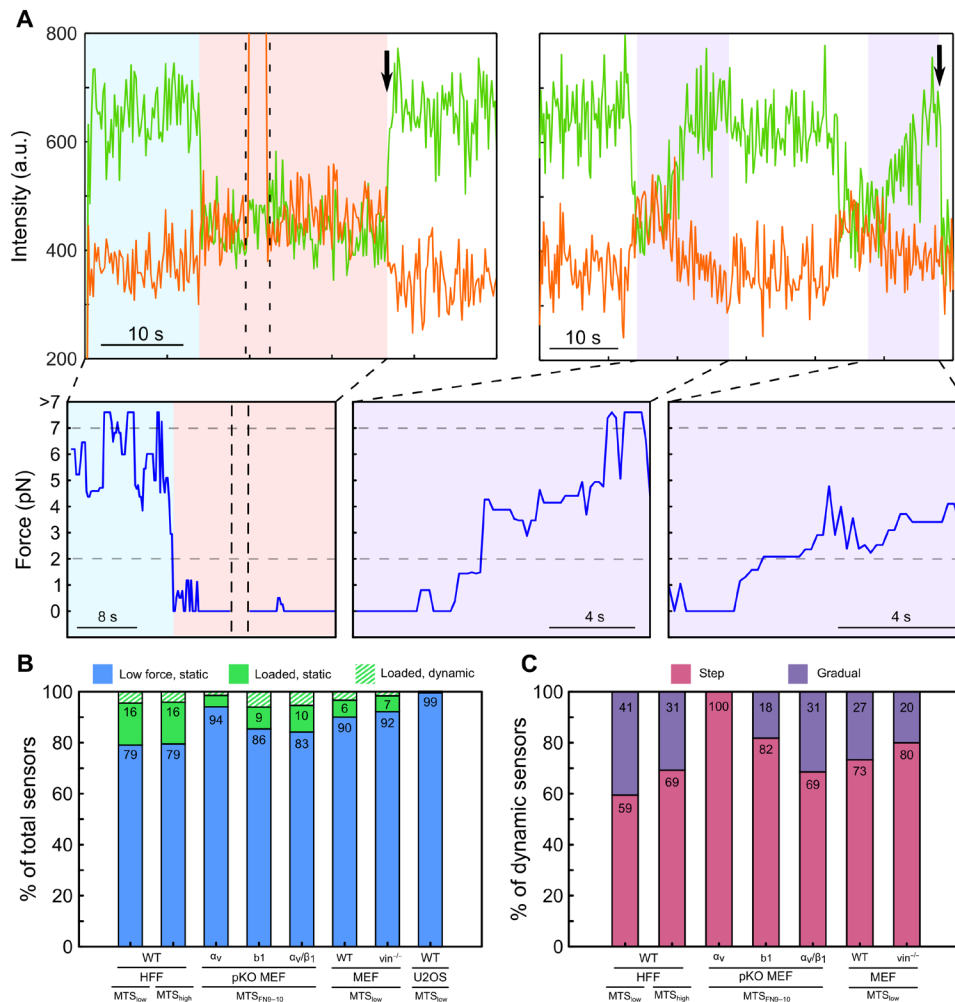 A
Intensity (a.u.)
800
600
400
200
10 s
10 s
Force (pN)
>7
7
6
5
4
3
2
1
0
8 s
4 s
4 s
B
Low force, static
Loaded, static
Loaded, dynamic
% of total sensors
100
80
60
40
20
0
16 16 9 10 6 7
79 79 94 86 83 90 92 99
WT αv b1 αv/β1 WT vin−/− WT
HFF pKO MEF MEF U2OS
MTSlow MTShigh MTSFN9–10 MTSlow MTSlow
C
Step
Gradual
% of dynamic sensors
100
80
60
40
20
0
41 31 100 18 31 27 20
59 69 82 69 73 80
WT αv b1 αv/β1 WT vin−/−
HFF pKO MEF MEF
MTSlow MTShigh MTSFN9–10 MTSlow